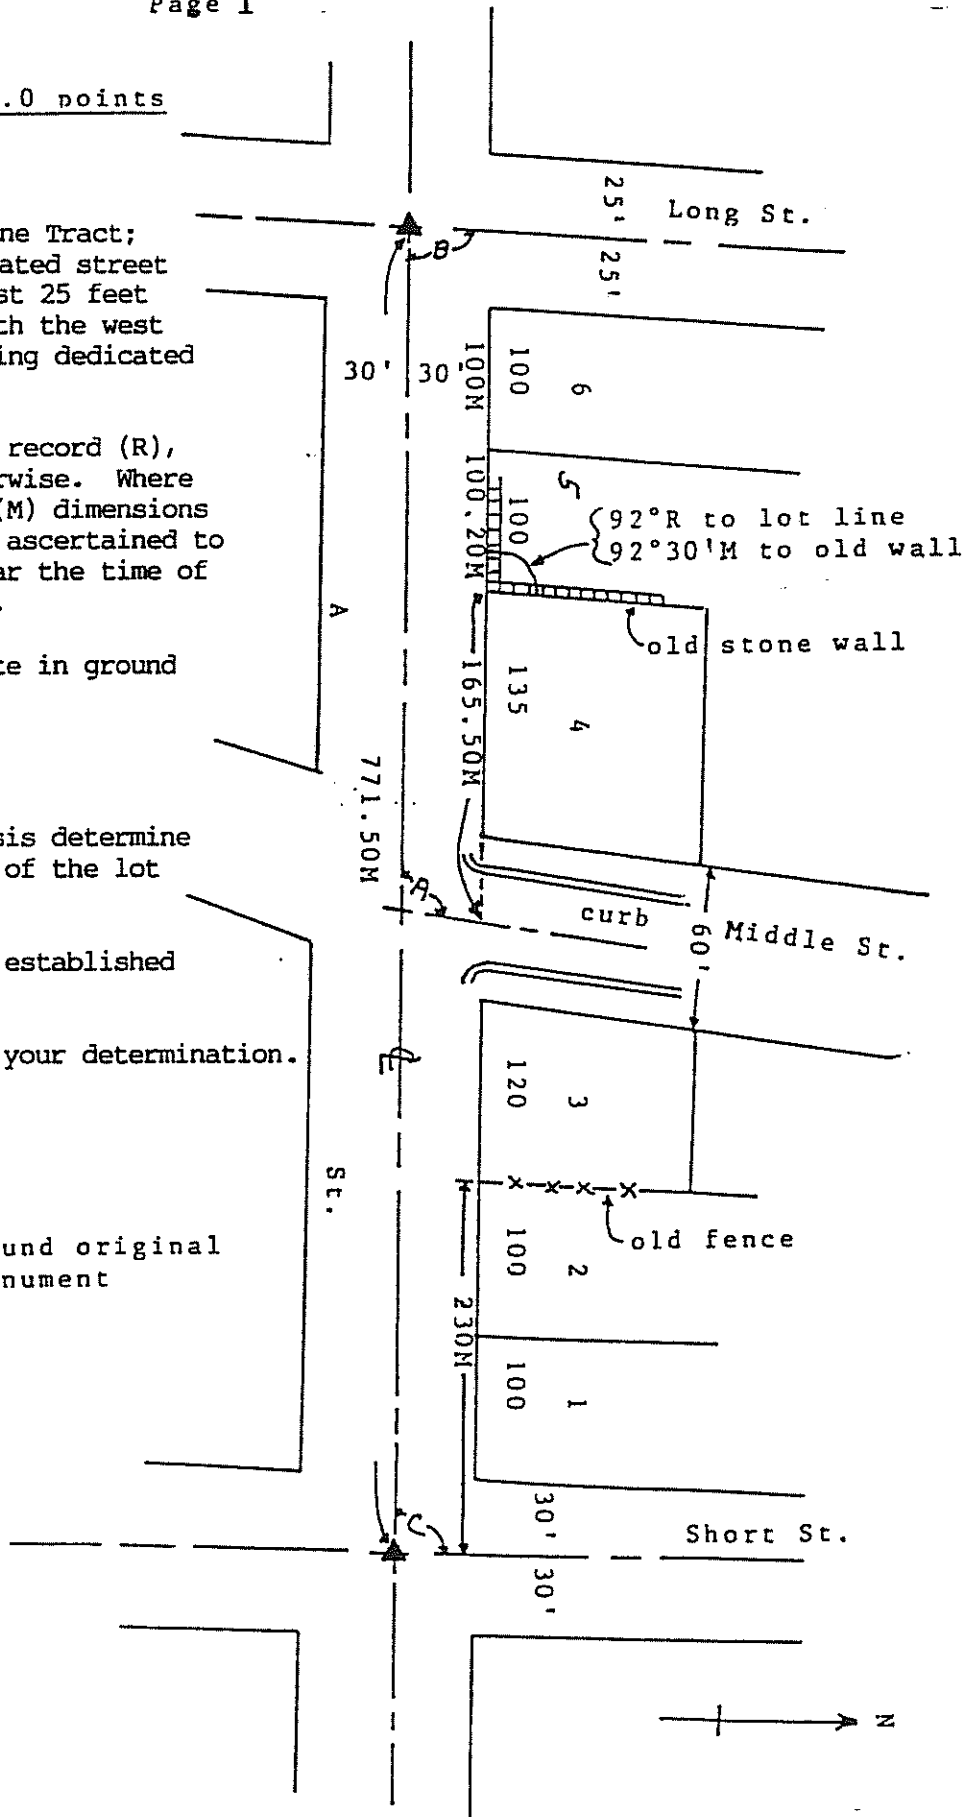 Page 1
.0 points
ne Tract;
ated street
st 25 feet
th the west
ing dedicated
record (R),
rwise. Where
(M) dimensions
ascertained to
ar the time of
te in ground
sis determine
of the lot
established
your determination.
und original
nument
25'
Long St.
25'
B
30'
30'
100M
100
6
100.20M
100
5
92°R to lot line
92°30'M to old wall
old stone wall
A
165.50M
135
4
771.50M
A
curb
60'
Middle St.
120
3
St.
old fence
100
2
230M
100
1
C
30'
Short St.
30'
N